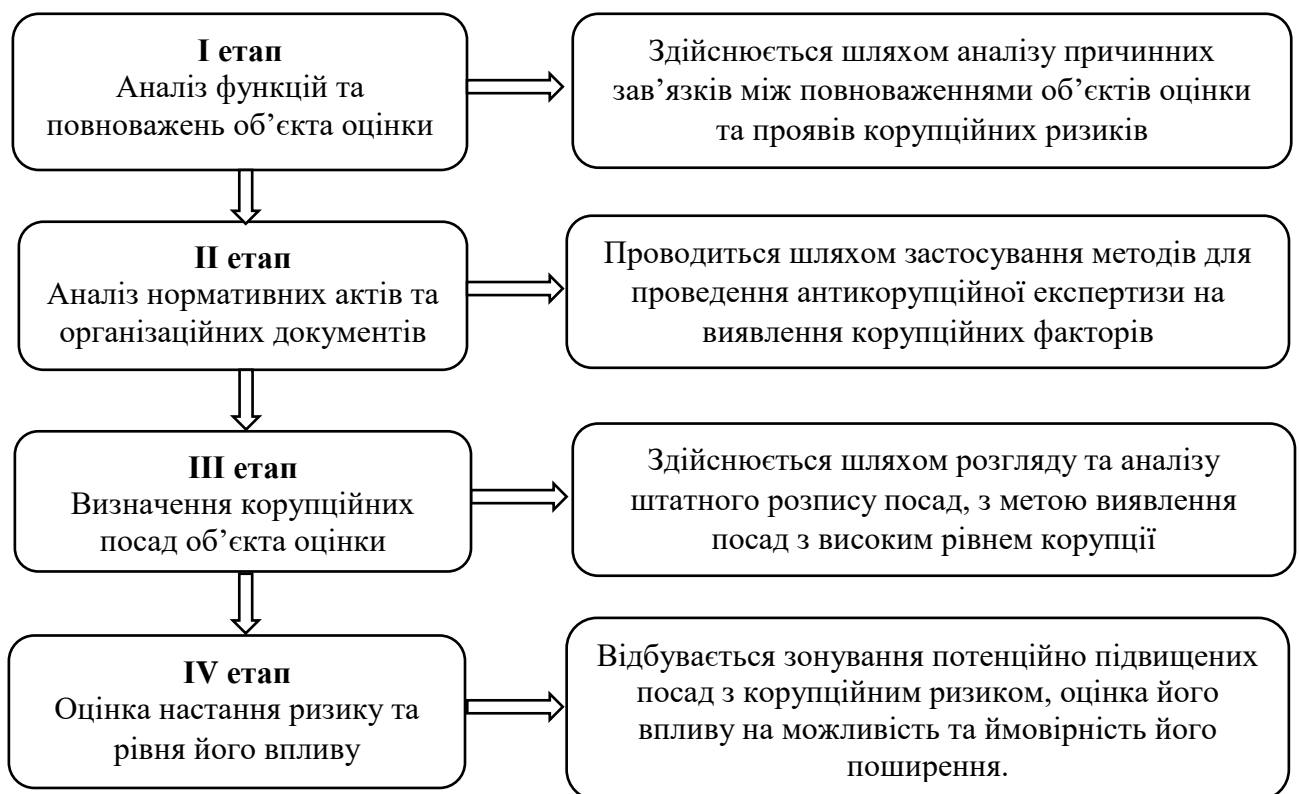 I етап
Аналіз функцій та
повноважень об’єкта оцінки
Здійснюється шляхом аналізу причинних
зав’язків між повноваженнями об’єктів оцінки
та проявів корупційних ризиків
II етап
Аналіз нормативних актів та
організаційних документів
Проводиться шляхом застосування методів для
проведення антикорупційної експертизи на
виявлення корупційних факторів
III етап
Визначення корупційних
посад об’єкта оцінки
Здійснюється шляхом розгляду та аналізу
штатного розпису посад, з метою виявлення
посад з високим рівнем корупції
IV етап
Оцінка настання ризику та
рівня його впливу
Відбувається зонування потенційно підвищених
посад з корупційним ризиком, оцінка його
впливу на можливість та ймовірність його
поширення.